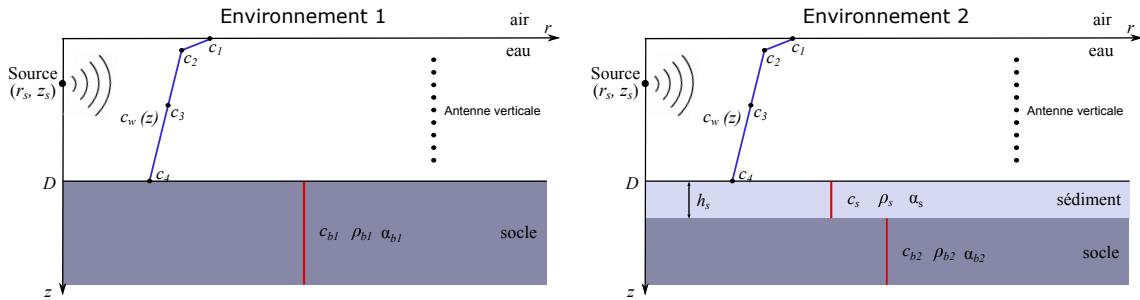 Environnement 1
air
r
eau
c1
c2
Source
(rs, zs)
c3
cw (z)
Antenne verticale
c4
D
cb1 ρb1 αb1
socle
z
Environnement 2
air
r
eau
c1
c2
Source
(rs, zs)
c3
cw (z)
Antenne verticale
c4
D
hs
cs ρs αs
sédiment
cb2 ρb2 αb2
socle
z